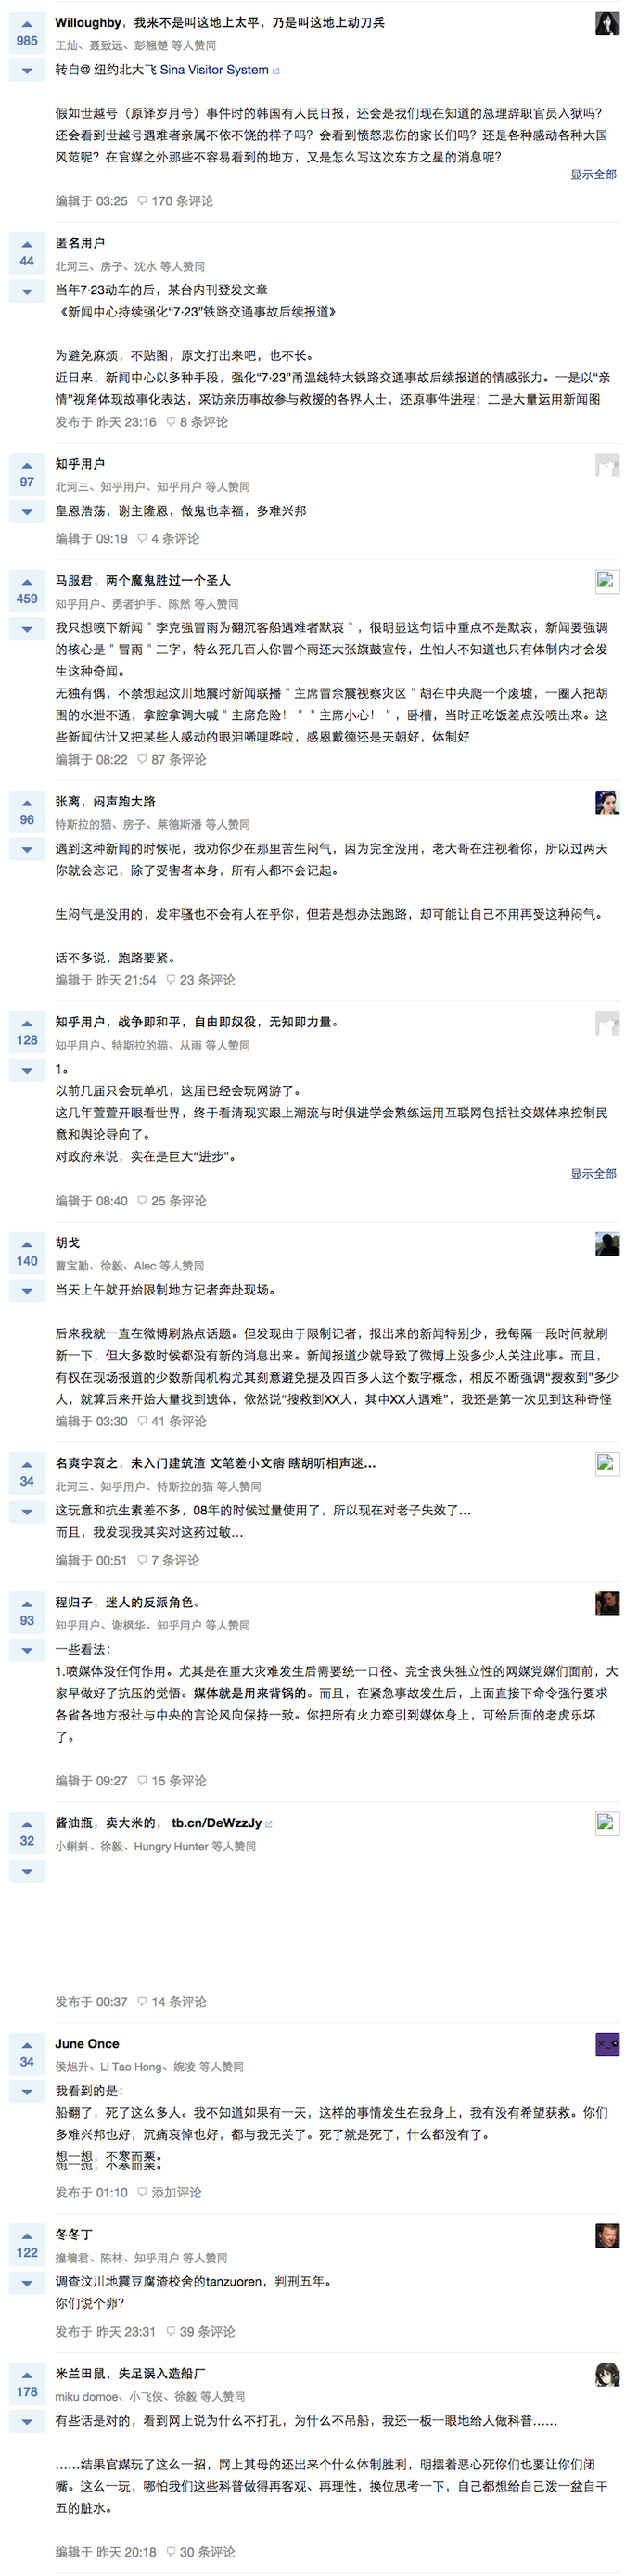 Willoughby，我来不是叫这地上太平，乃是叫这地上动刀兵
985
王灿、聂致远、彭翘楚 等人赞同
转自@ 纽约北大飞 Sina Visitor System
假如世越号（原译岁月号）事件时的韩国有人民日报，还会是我们现在知道的总理辞职官员入狱吗？
还会看到世越号遇难者亲属不依不饶的样子吗？会看到愤怒悲伤的家长们吗？还是各种感动各种大国
风范呢？在官媒之外那些不容易看到的地方，又是怎么写这次东方之星的消息呢？
显示全部
编辑于 03:25 170 条评论
匿名用户
44
北河三、房子、沈水 等人赞同
当年7·23动车的后，某台内刊登发文章
《新闻中心持续强化“7·23”铁路交通事故后续报道》
为避免麻烦，不贴图，原文打出来吧，也不长。
近日来，新闻中心以多种手段，强化“7·23”甬温线特大铁路交通事故后续报道的情感张力。一是以“亲
情”视角体现故事化表达，采访亲历事故参与救援的各界人士，还原事件进程；二是大量运用新闻图
发布于 昨天 23:16 8 条评论
知乎用户
97
北河三、知乎用户、知乎用户 等人赞同
皇恩浩荡，谢主隆恩，做鬼也幸福，多难兴邦
编辑于 09:19 4 条评论
马服君，两个魔鬼胜过一个圣人
459
知乎用户、勇者护手、陈然 等人赞同
我只想喷下新闻＂李克强冒雨为翻沉客船遇难者默哀＂，很明显这句话中重点不是默哀，新闻要强调
的核心是＂冒雨＂二字，特么死几百人你冒个雨还大张旗鼓宣传，生怕人不知道也只有体制内才会发
生这种奇闻。
无独有偶，不禁想起汶川地震时新闻联播＂主席冒余震视察灾区＂胡在中央爬一个废墟，一圈人把胡
围的水泄不通，拿腔拿调大喊＂主席危险！＂＂主席小心！＂，卧槽，当时正吃饭差点没喷出来。这
些新闻估计又把某些人感动的眼泪唏哩哗啦，感恩戴德还是天朝好，体制好
编辑于 08:22 87 条评论
张离，闷声跑大路
96
特斯拉的猫、房子、莱德斯潘 等人赞同
遇到这种新闻的时候呢，我劝你少在那里苦生闷气，因为完全没用，老大哥在注视着你，所以过两天
你就会忘记，除了受害者本身，所有人都不会记起。
生闷气是没用的，发牢骚也不会有人在乎你，但若是想办法跑路，却可能让自己不用再受这种闷气。
话不多说，跑路要紧。
编辑于 昨天 21:54 23 条评论
知乎用户，战争即和平，自由即奴役，无知即力量。
128
知乎用户、特斯拉的猫、从雨 等人赞同
1。
以前几届只会玩单机，这届已经会玩网游了。
这几年萱萱开眼看世界，终于看清现实跟上潮流与时俱进学会熟练运用互联网包括社交媒体来控制民
意和舆论导向了。
对政府来说，实在是巨大“进步”。
显示全部
编辑于 08:40 25 条评论
胡戈
140
曹宝勤、徐毅、Alec 等人赞同
当天上午就开始限制地方记者奔赴现场。
后来我就一直在微博刷热点话题。但发现由于限制记者，报出来的新闻特别少，我每隔一段时间就刷
新一下，但大多数时候都没有新的消息出来。新闻报道少就导致了微博上没多少人关注此事。而且，
有权在现场报道的少数新闻机构尤其刻意避免提及四百多人这个数字概念，相反不断强调“搜救到”多少
人，就算后来开始大量找到遗体，依然说“搜救到XX人，其中XX人遇难”，我还是第一次见到这种奇怪
编辑于 03:30 41 条评论
名爽字哀之，未入门建筑渣 文笔差小文痞 瞎胡听相声迷...
34
北河三、知乎用户、特斯拉的猫 等人赞同
这玩意和抗生素差不多，08年的时候过量使用了，所以现在对老子失效了...
而且，我发现我其实对这药过敏...
编辑于 00:51 7 条评论
程归子，迷人的反派角色。
93
知乎用户、谢枫华、知乎用户 等人赞同
一些看法：
1.喷媒体没任何作用。尤其是在重大灾难发生后需要统一口径、完全丧失独立性的网媒党媒们面前，大
家早做好了抗压的觉悟。媒体就是用来背锅的。而且，在紧急事故发生后，上面直接下命令强行要求
各省各地方报社与中央的言论风向保持一致。你把所有火力牵引到媒体身上，可给后面的老虎乐坏
了。
编辑于 09:27 15 条评论
酱油瓶，卖大米的， tb.cn/DeWzzJy
32
小蝌蚪、徐毅、Hungry Hunter 等人赞同
发布于 00:37 14 条评论
June Once
34
侯旭升、Li Tao Hong、婉凌 等人赞同
我看到的是：
船翻了，死了这么多人。我不知道如果有一天，这样的事情发生在我身上，我有没有希望获救。你们
多难兴邦也好，沉痛哀悼也好，都与我无关了。死了就是死了，什么都没有了。
想一想，不寒而栗。
发布于 01:10 添加评论
冬冬丁
122
撞墙君、陈林、知乎用户 等人赞同
调查汶川地震豆腐渣校舍的tanzuoren，判刑五年。
你们说个卵？
发布于 昨天 23:31 39 条评论
米兰田鼠，失足误入造船厂
178
miku domoe、小飞侠、徐毅 等人赞同
有些话是对的，看到网上说为什么不打孔，为什么不吊船，我还一板一眼地给人做科普……
……结果官媒玩了这么一招，网上其母的还出来个什么体制胜利，明摆着恶心死你们也要让你们闭
嘴。这么一玩，哪怕我们这些科普做得再客观、再理性，换位思考一下，自己都想给自己泼一盆自干
五的脏水。
编辑于 昨天 20:18 30 条评论